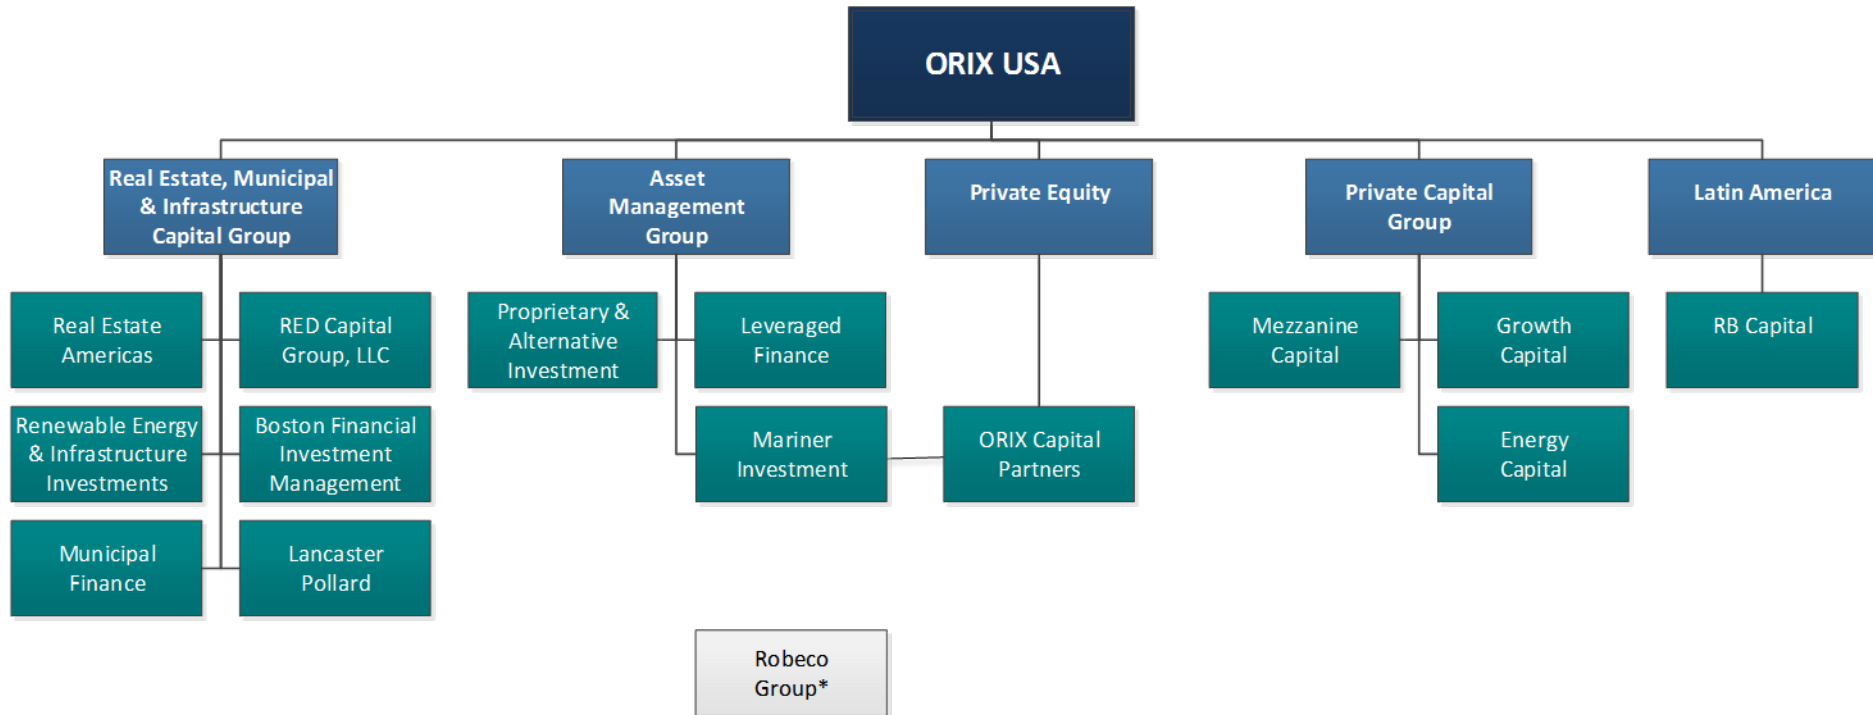 ORIX USA
Real Estate, Municipal
& Infrastructure
Capital Group
Asset
Management
Group
Private Equity
Private Capital
Group
Latin America
Real Estate
Americas
RED Capital
Group, LLC
Proprietary &
Alternative
Investment
Leveraged
Finance
Mezzanine
Capital
Growth
Capital
RB Capital
Renewable Energy
& Infrastructure
Investments
Boston Financial
Investment
Management
Mariner
Investment
ORIX Capital
Partners
Energy
Capital
Municipal
Finance
Lancaster
Pollard
Robeco
Group*